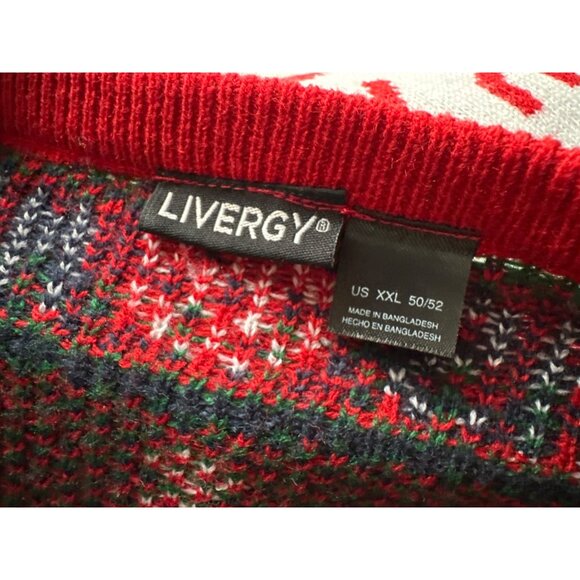 LIVERGY®
US XXL 50/52
MADE IN BANGLADESH
HECHO EN BANGLADESH